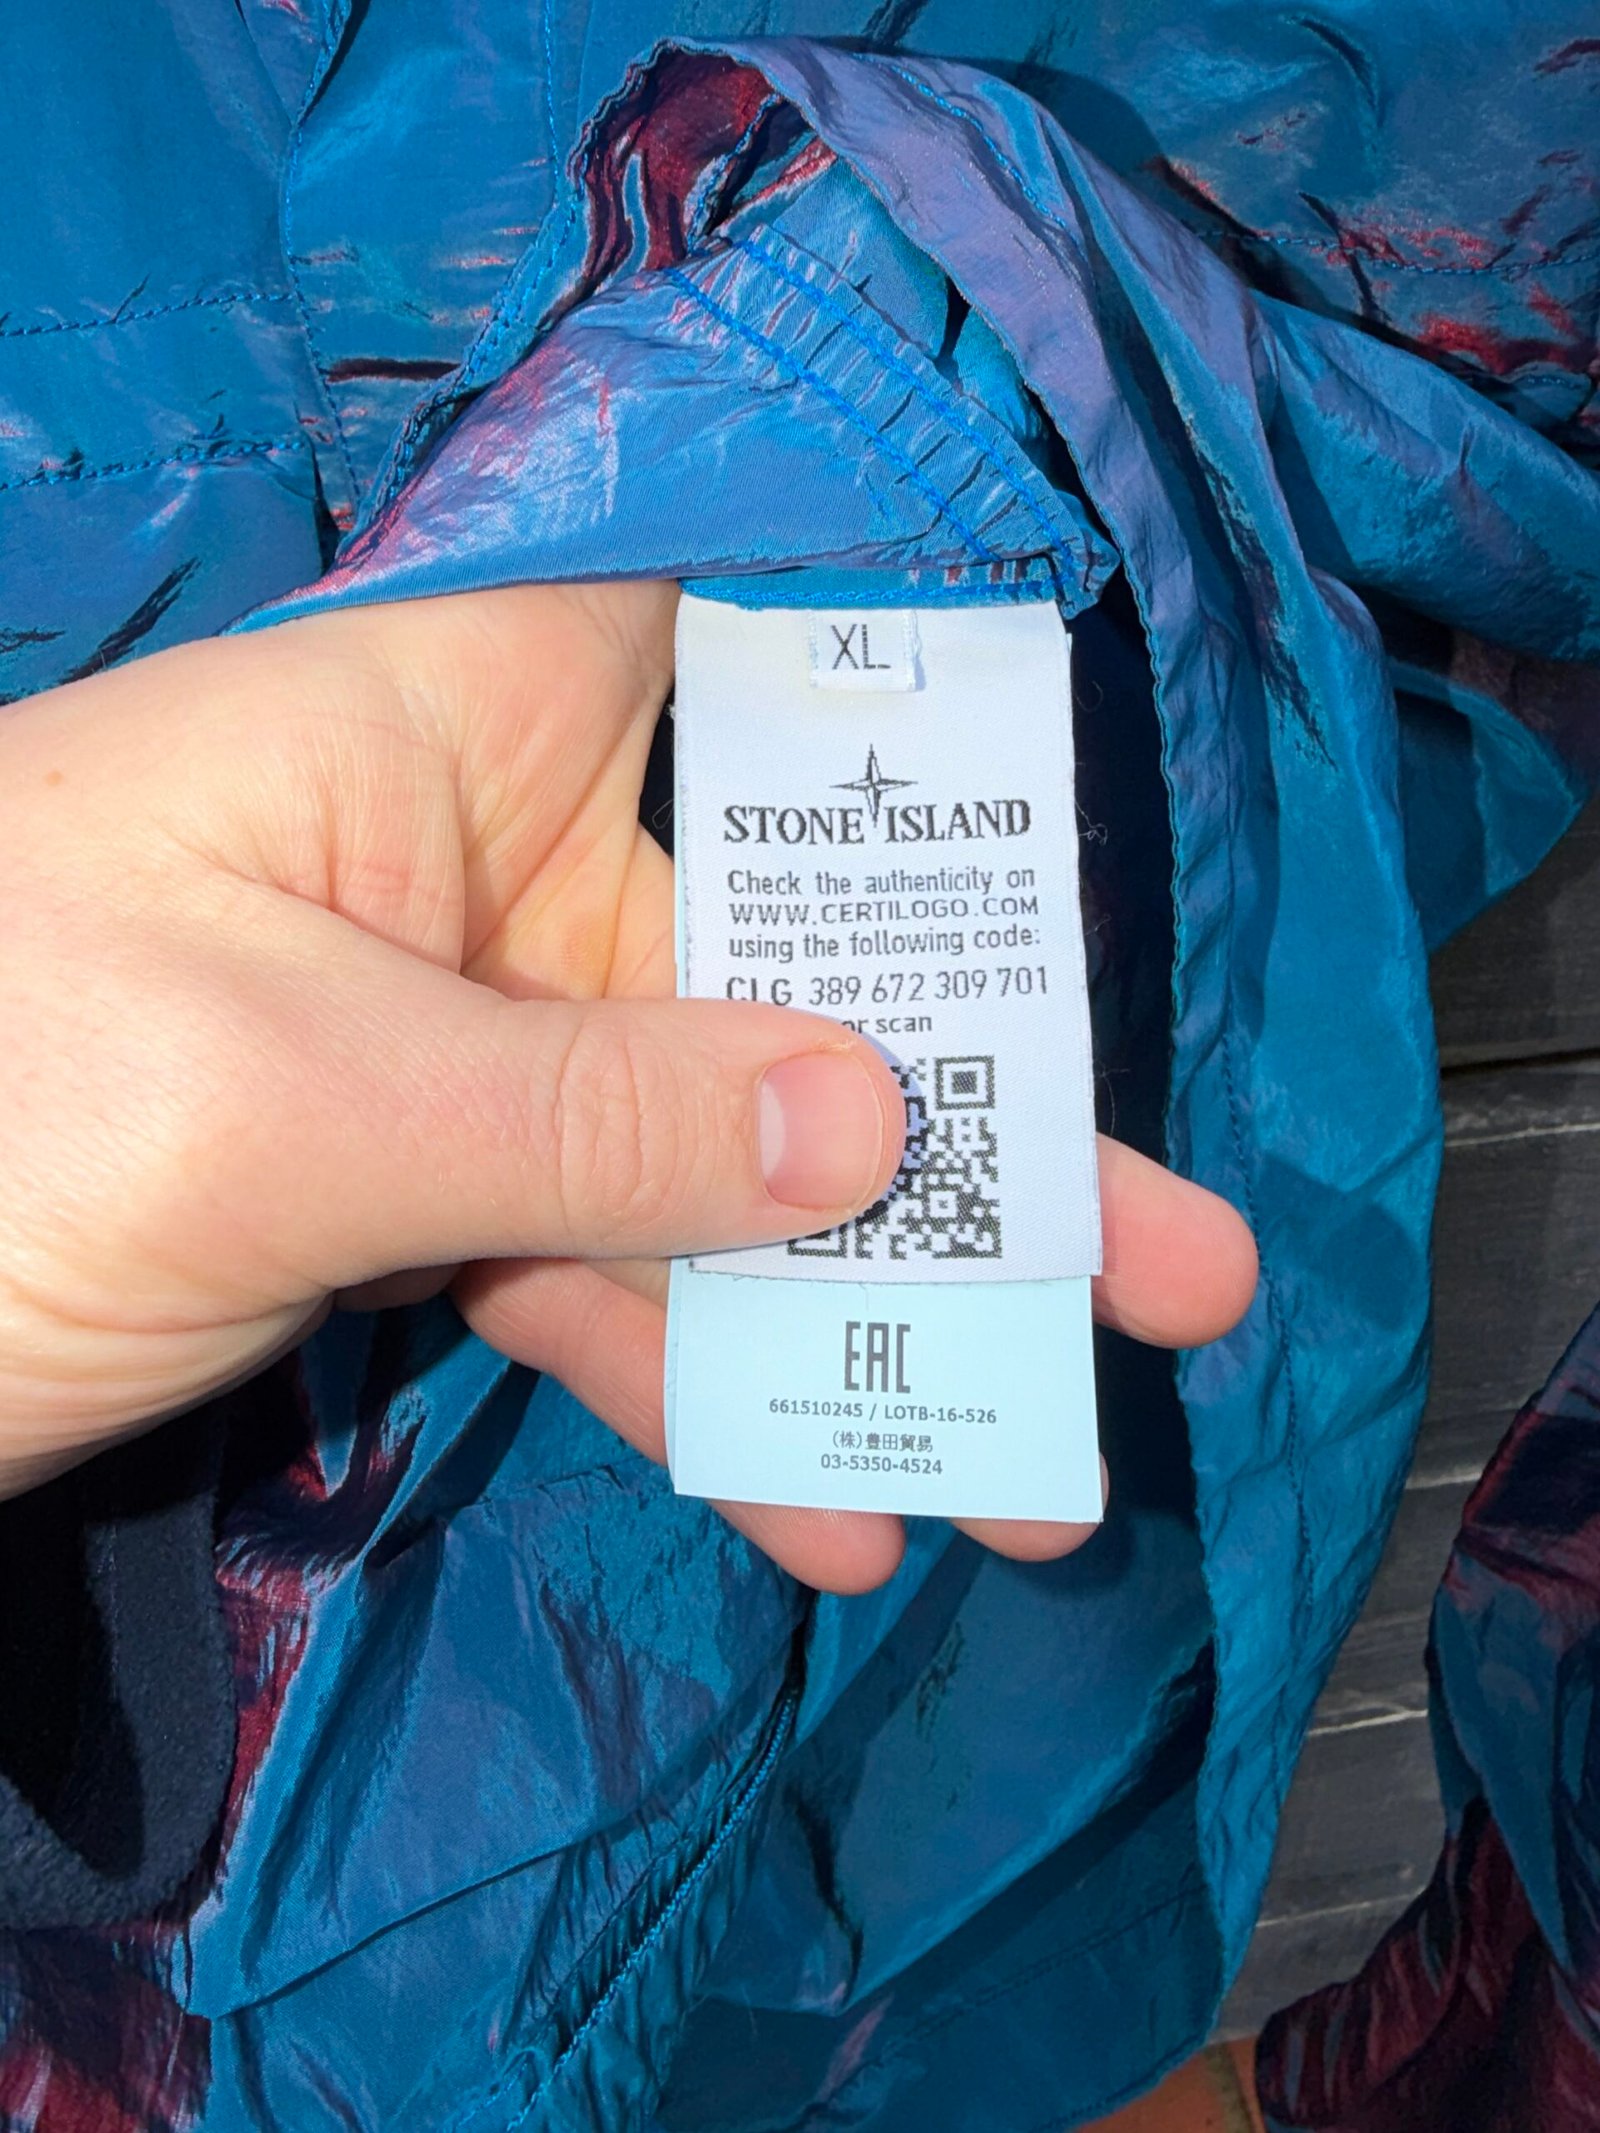 XL
STONE ISLAND
Check the authenticity on
WWW.CERTILOGO.COM
using the following code:
CLG 389 672 309 701
or scan
EAC
661510245 / LOTB-16-526
(株)豊田貿易
03-5350-4524